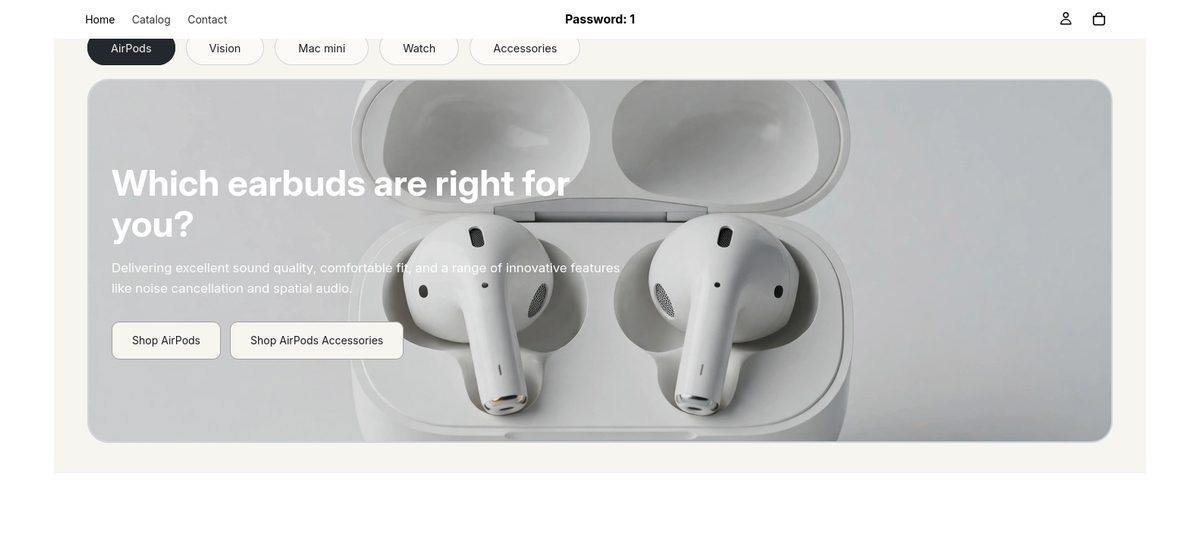 Home Catalog Contact Password: 1
AirPods Vision Mac mini Watch Accessories
Which earbuds are right for
you?
Delivering excellent sound quality, comfortable fit, and a range of innovative features
like noise cancellation and spatial audio.
Shop AirPods Shop AirPods Accessories